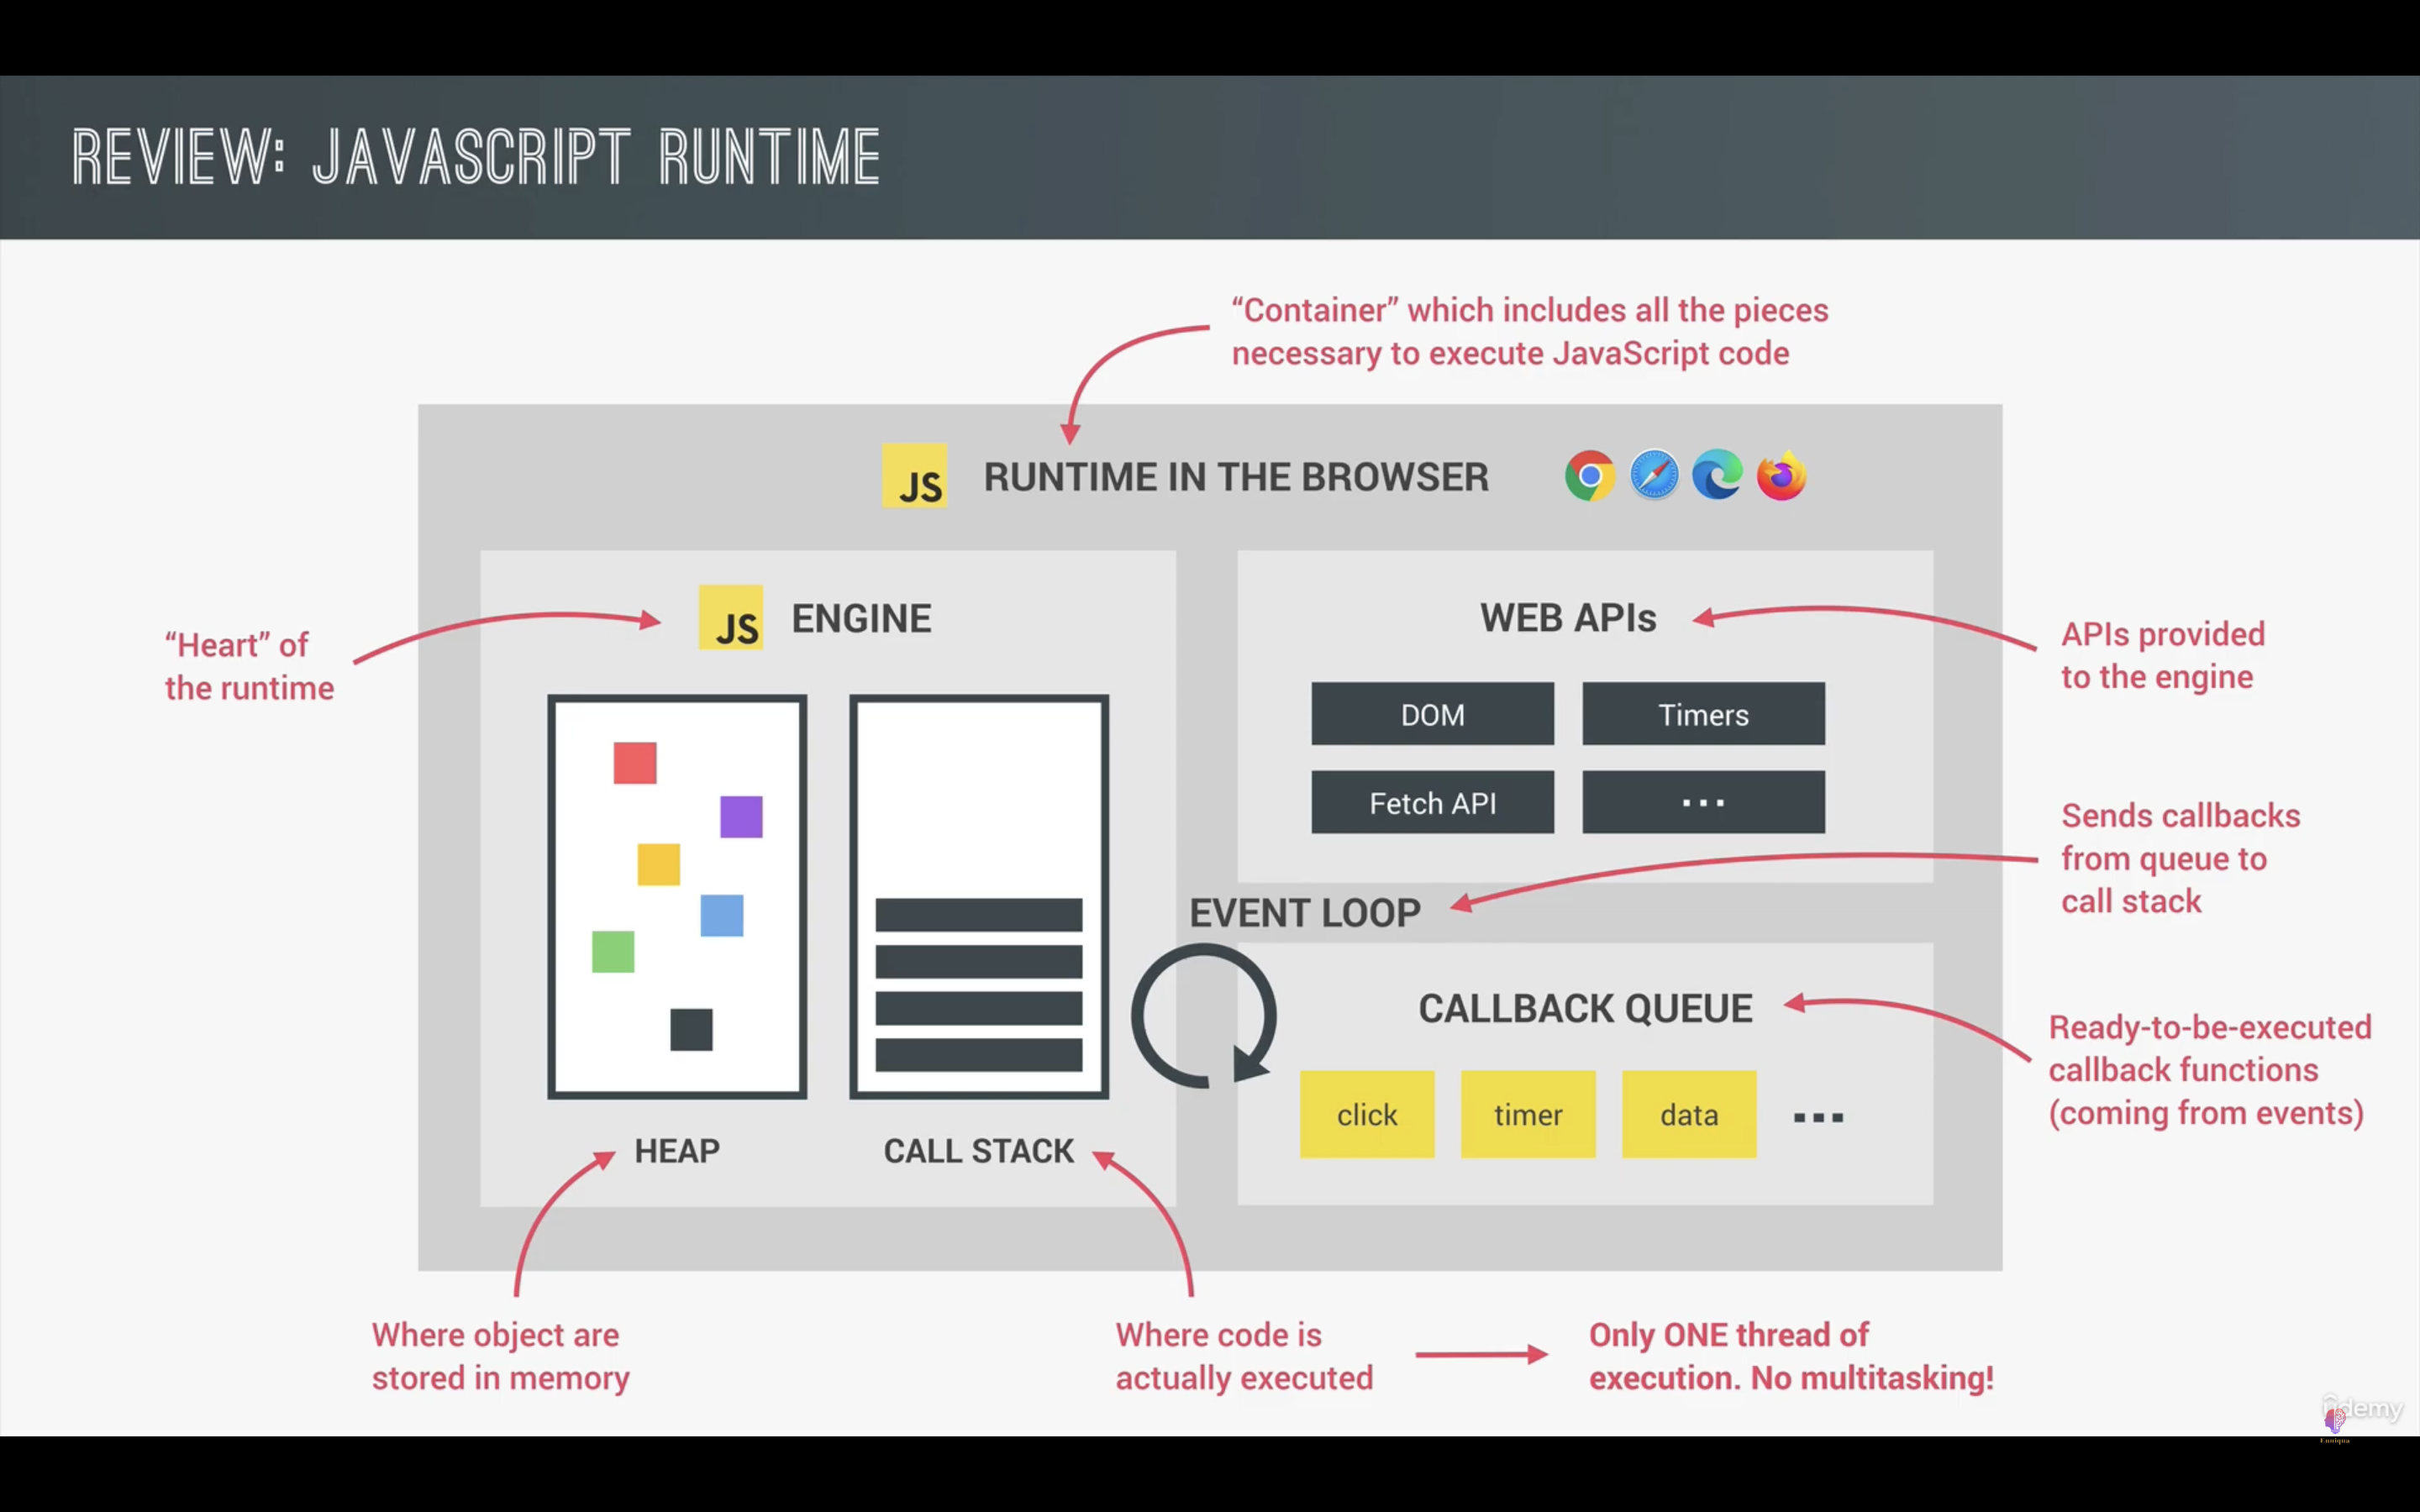 REVIEW: JAVASCRIPT RUNTIME
“Container” which includes all the pieces
necessary to execute JavaScript code
JS RUNTIME IN THE BROWSER
“Heart” of
the runtime
JS ENGINE
HEAP
CALL STACK
WEB APIs
DOM
Timers
Fetch API
...
APIs provided
to the engine
EVENT LOOP
Sends callbacks
from queue to
call stack
CALLBACK QUEUE
click
timer
data
...
Ready-to-be-executed
callback functions
(coming from events)
Where object are
stored in memory
Where code is
actually executed
Only ONE thread of
execution. No multitasking!
ûdemy